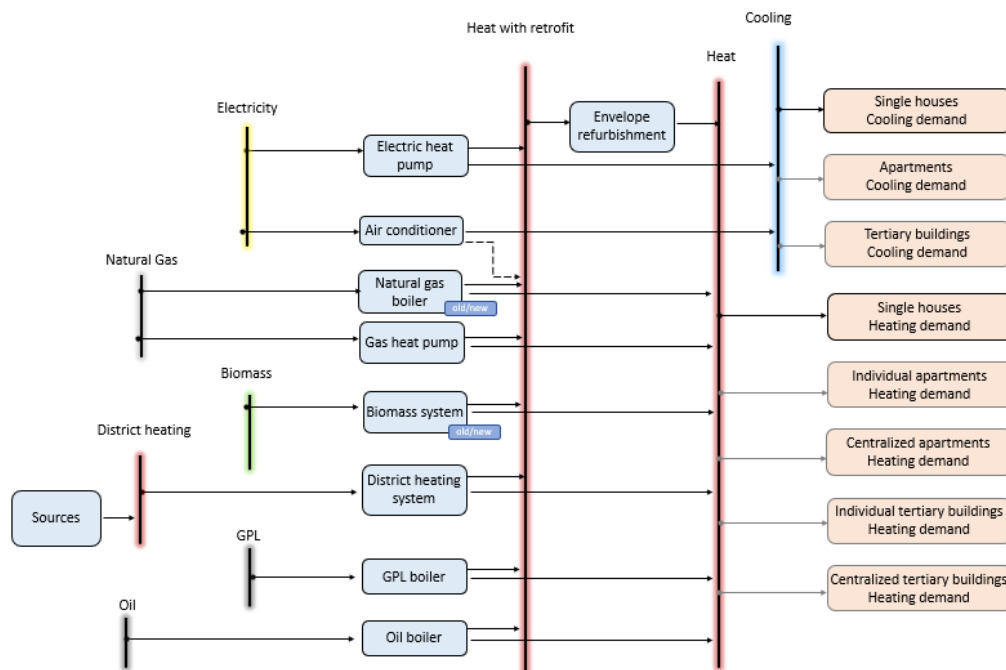 Cooling
Heat with retrofit
Heat
Electricity
Single houses
Cooling demand
Envelope
refurbishment
Electric heat
pump
Apartments
Cooling demand
Air conditioner
Tertiary buildings
Cooling demand
Natural Gas
Natural gas
boiler
old/new
Single houses
Heating demand
Gas heat pump
Biomass
Individual apartments
Heating demand
Biomass system
old/new
District heating
Centralized apartments
Heating demand
District heating
system
Sources
Individual tertiary buildings
Heating demand
GPL
GPL boiler
Centralized tertiary buildings
Heating demand
Oil
Oil boiler